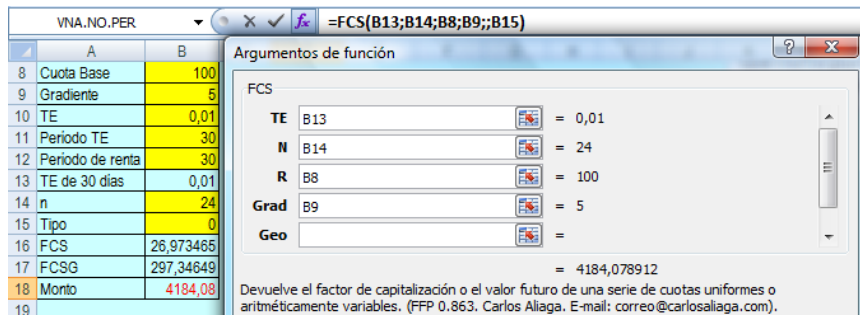 VNA.NO.PER =FCS(B13;B14;B8;B9;;B15)
A B
8 Cuota Base 100
9 Gradiente 5
10 TE 0,01
11 Periodo TE 30
12 Periodo de renta 30
13 TE de 30 dias 0,01
14 n 24
15 Tipo 0
16 FCS 26,973465
17 FCSG 297,34649
18 Monto 4184,08
19
Argumentos de función
FCS
TE B13 = 0,01
N B14 = 24
R B8 = 100
Grad B9 = 5
Geo =
= 4184,078912
Devuelve el factor de capitalización o el valor futuro de una serie de cuotas uniformes o
aritméticamente variables. (FFP 0.863. Carlos Aliaga. E-mail: correo@carlosaliaga.com).